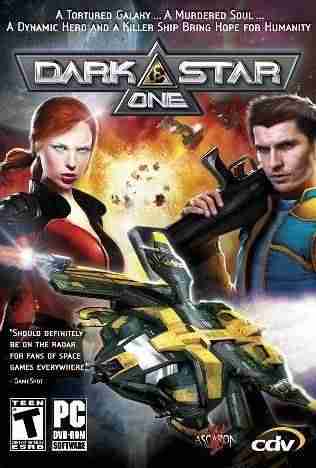 A TORTURED GALAXY ... A MURDERED SOUL ...
A DYNAMIC HERO AND A KILLER SHIP BRING HOPE FOR HUMANITY
DARK STAR
ONE
"SHOULD DEFINITELY
BE ON THE RADAR
FOR FANS OF SPACE
GAMES EVERYWHERE."
- GAMESHOT
TEEN
T
ESRB
PC
DVD-ROM
SOFTWARE
ASCARON
cdv